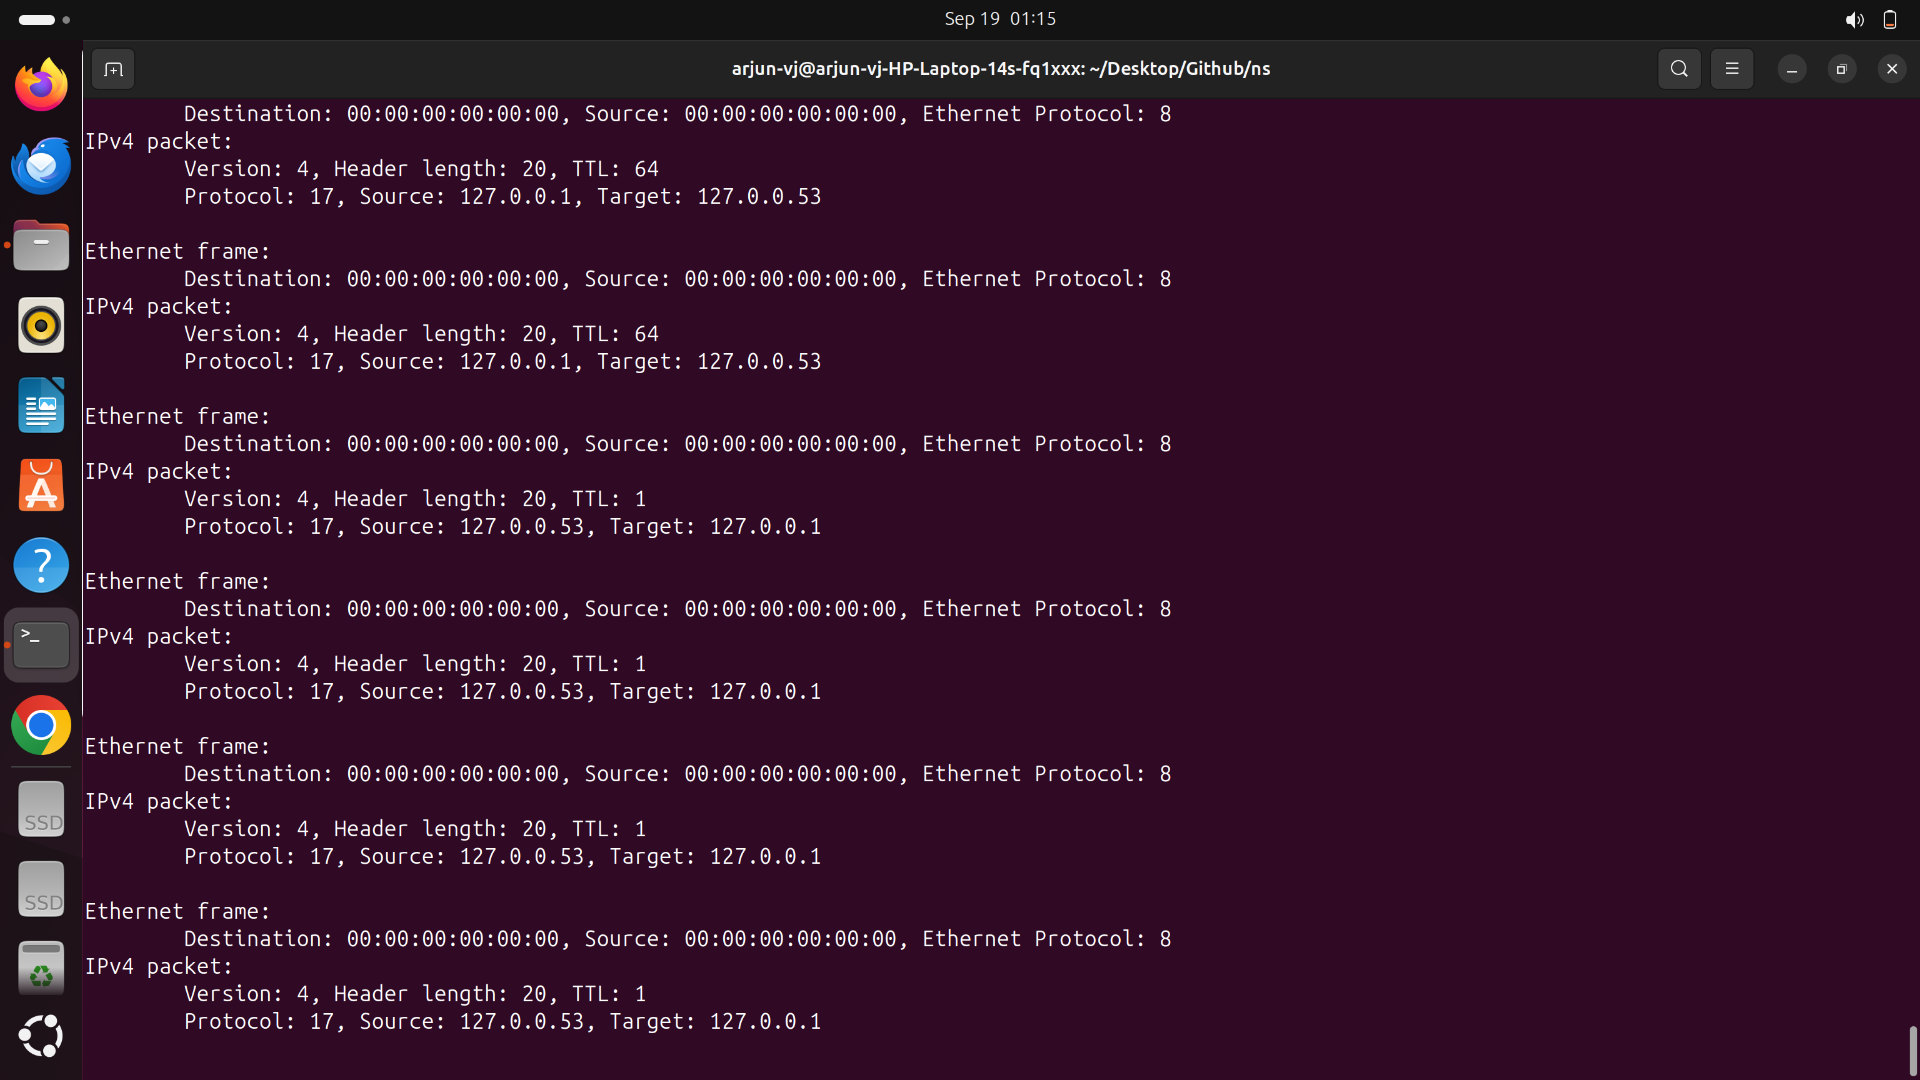 Sep 19 01:15
arjun-vj@arjun-vj-HP-Laptop-14s-fq1xxx: ~/Desktop/Github/ns
Destination: 00:00:00:00:00:00, Source: 00:00:00:00:00:00, Ethernet Protocol: 8
IPv4 packet:
Version: 4, Header length: 20, TTL: 64
Protocol: 17, Source: 127.0.0.1, Target: 127.0.0.53
Ethernet frame:
Destination: 00:00:00:00:00:00, Source: 00:00:00:00:00:00, Ethernet Protocol: 8
IPv4 packet:
Version: 4, Header length: 20, TTL: 64
Protocol: 17, Source: 127.0.0.1, Target: 127.0.0.53
Ethernet frame:
Destination: 00:00:00:00:00:00, Source: 00:00:00:00:00:00, Ethernet Protocol: 8
IPv4 packet:
Version: 4, Header length: 20, TTL: 1
Protocol: 17, Source: 127.0.0.53, Target: 127.0.0.1
Ethernet frame:
Destination: 00:00:00:00:00:00, Source: 00:00:00:00:00:00, Ethernet Protocol: 8
IPv4 packet:
Version: 4, Header length: 20, TTL: 1
Protocol: 17, Source: 127.0.0.53, Target: 127.0.0.1
Ethernet frame:
Destination: 00:00:00:00:00:00, Source: 00:00:00:00:00:00, Ethernet Protocol: 8
IPv4 packet:
Version: 4, Header length: 20, TTL: 1
Protocol: 17, Source: 127.0.0.53, Target: 127.0.0.1
Ethernet frame:
Destination: 00:00:00:00:00:00, Source: 00:00:00:00:00:00, Ethernet Protocol: 8
IPv4 packet:
Version: 4, Header length: 20, TTL: 1
Protocol: 17, Source: 127.0.0.53, Target: 127.0.0.1
SSD
SSD